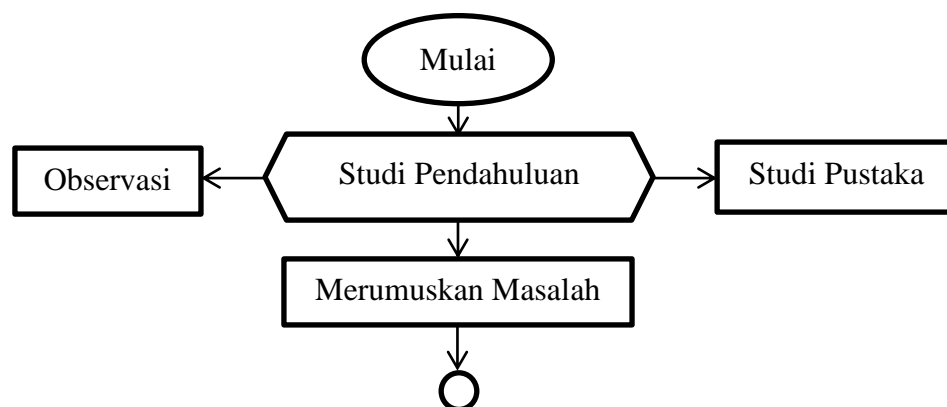 Mulai
Observasi
Studi Pendahuluan
Studi Pustaka
Merumuskan Masalah